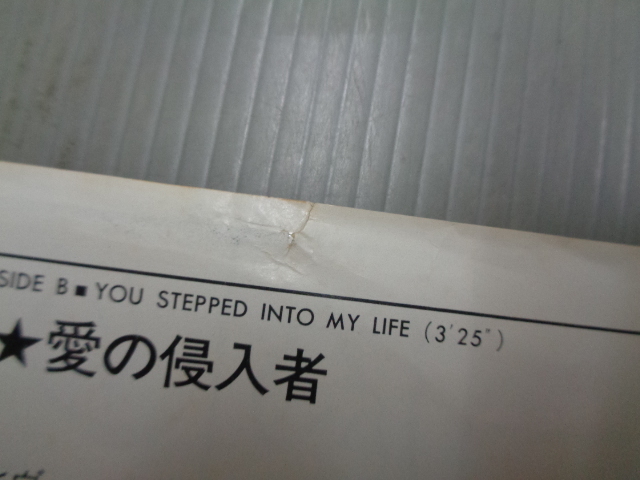 SIDE B ■ YOU STEPPED INTO MY LIFE (3'25")
★愛の侵入者